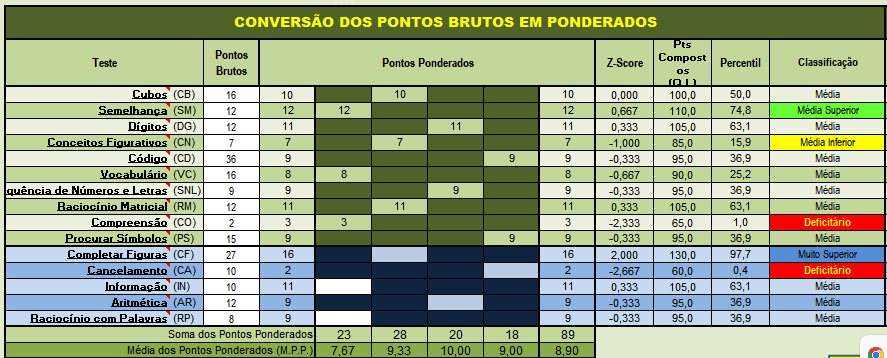 CONVERSÃO DOS PONTOS BRUTOS EM PONDERADOS
Teste Pontos Brutos Pontos Ponderados Z-Score Pts Compost os (Q.I.) Percentil Classificação
Cubos (CB) 16 10 10 10 0,000 100,0 50,0 Média
Semelhança (SM) 12 12 12 12 0,667 110,0 74,8 Média Superior
Dígitos (DG) 12 11 11 11 0,333 105,0 63,1 Média
Conceitos Figurativos (CN) 7 7 7 7 -1,000 85,0 15,9 Média Inferior
Código (CD) 36 9 9 9 -0,333 95,0 36,9 Média
Vocabulário (VC) 16 8 8 8 -0,667 90,0 25,2 Média
quência de Números e Letras (SNL) 9 9 9 9 -0,333 95,0 36,9 Média
Raciocínio Matricial (RM) 12 11 11 11 0,333 105,0 63,1 Média
Compreensão (CO) 2 3 3 3 -2,333 65,0 1,0 Deficitário
Procurar Símbolos (PS) 15 9 9 9 -0,333 95,0 36,9 Média
Completar Figuras (CF) 27 16 16 2,000 130,0 97,7 Muito Superior
Cancelamento (CA) 10 2 2 -2,667 60,0 0,4 Deficitário
Informação (IN) 10 11 11 0,333 105,0 63,1 Média
Aritmética (AR) 12 9 9 -0,333 95,0 36,9 Média
Raciocínio com Palavras (RP) 8 9 9 -0,333 95,0 36,9 Média
Soma dos Pontos Ponderados 23 28 20 18 89
Média dos Pontos Ponderados (M.P.P.) 7,67 9,33 10,00 9,00 8,90